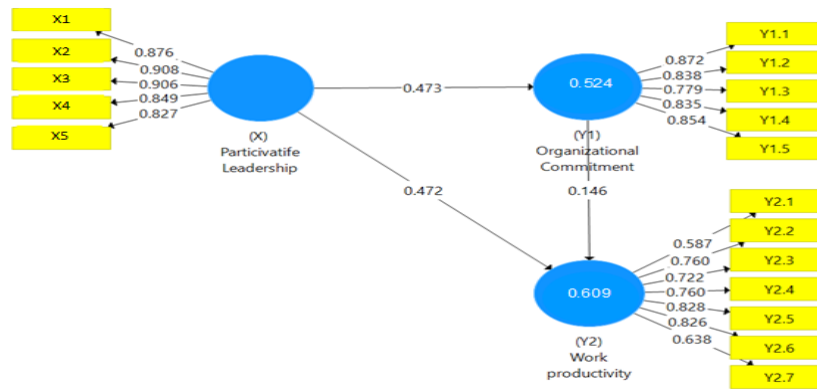 X1
X2
X3
X4
X5
0.876
0.908
0.906
0.849
0.827
(X)
Particivatife
Leadership
0.473
0.472
0.524
(Y1)
Organizational
Commitment
0.146
0.872
0.838
0.779
0.835
0.854
Y1.1
Y1.2
Y1.3
Y1.4
Y1.5
0.609
(Y2)
Work
productivity
0.587
0.760
0.722
0.760
0.828
0.826
0.638
Y2.1
Y2.2
Y2.3
Y2.4
Y2.5
Y2.6
Y2.7